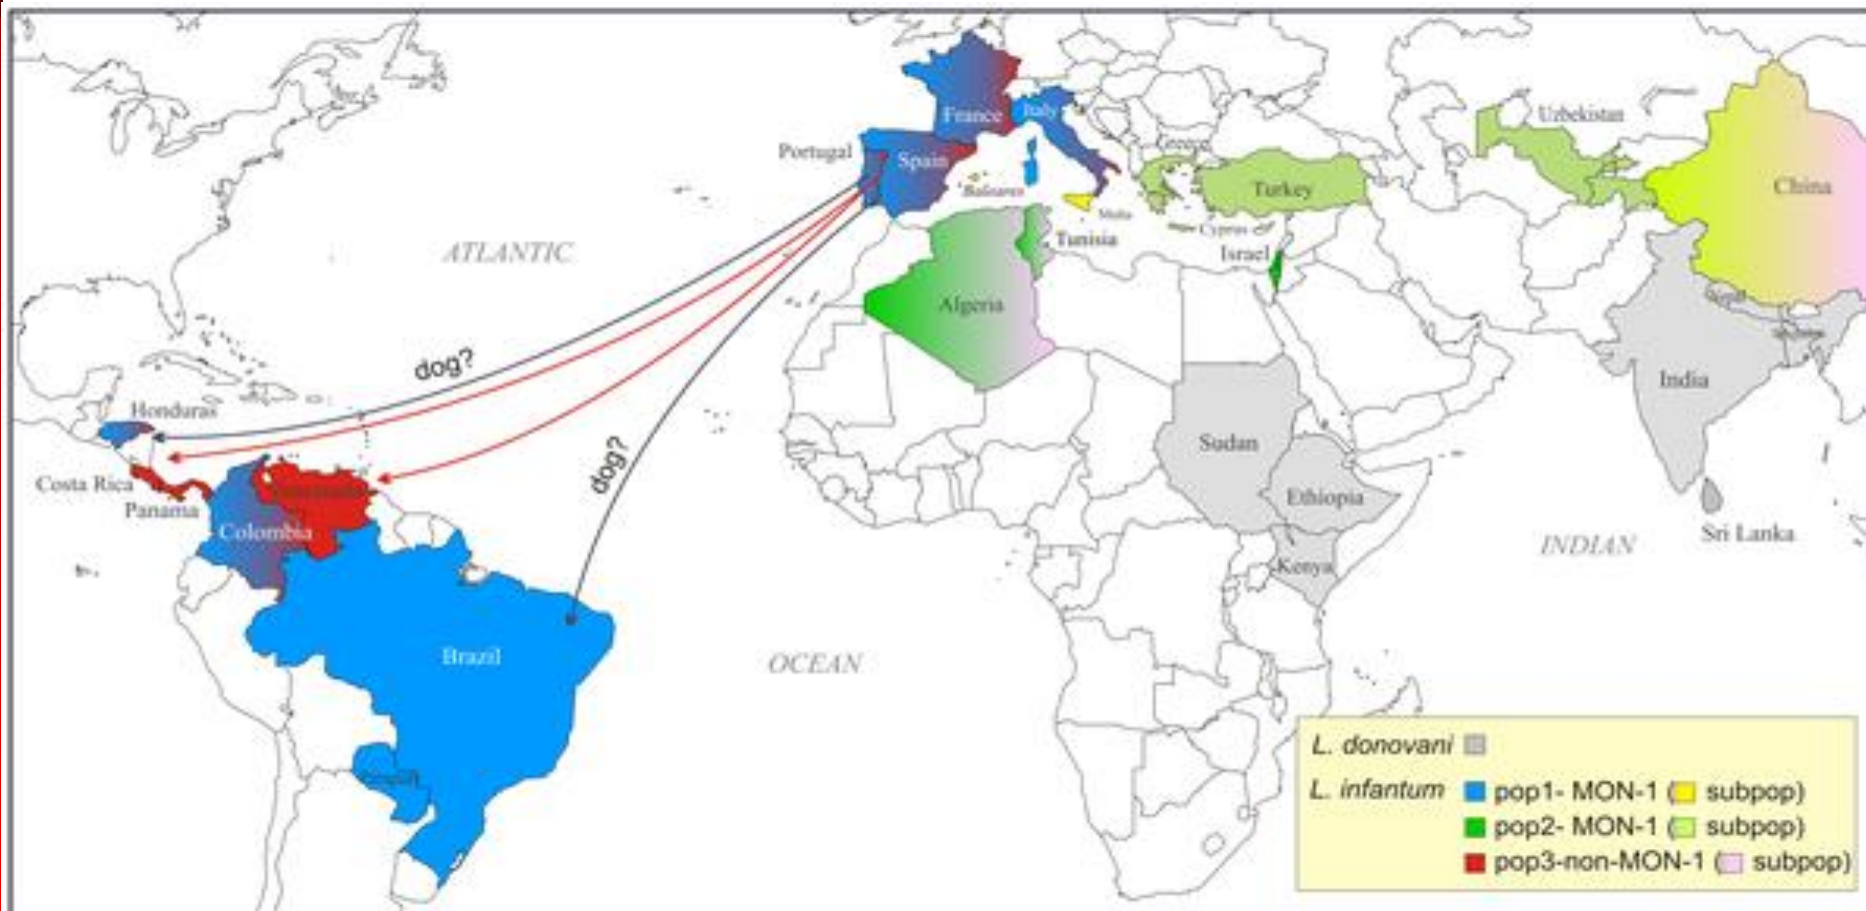 Uzbekistan
France
Italy
Portugal
Spain
Greece
China
Baleares
Turkey
Malta
Cyprus
Tunisia
Israel
ATLANTIC
Algeria
Nepal
dog?
India
Honduras
Sudan
dog?
Costa Rica
Ethiopia
Panama
Colombia
Sri Lanka
INDIAN
Kenya
Brazil
OCEAN
L. donovani
L. infantum pop1- MON-1 ( subpop)
pop2- MON-1 ( subpop)
pop3-non-MON-1 ( subpop)